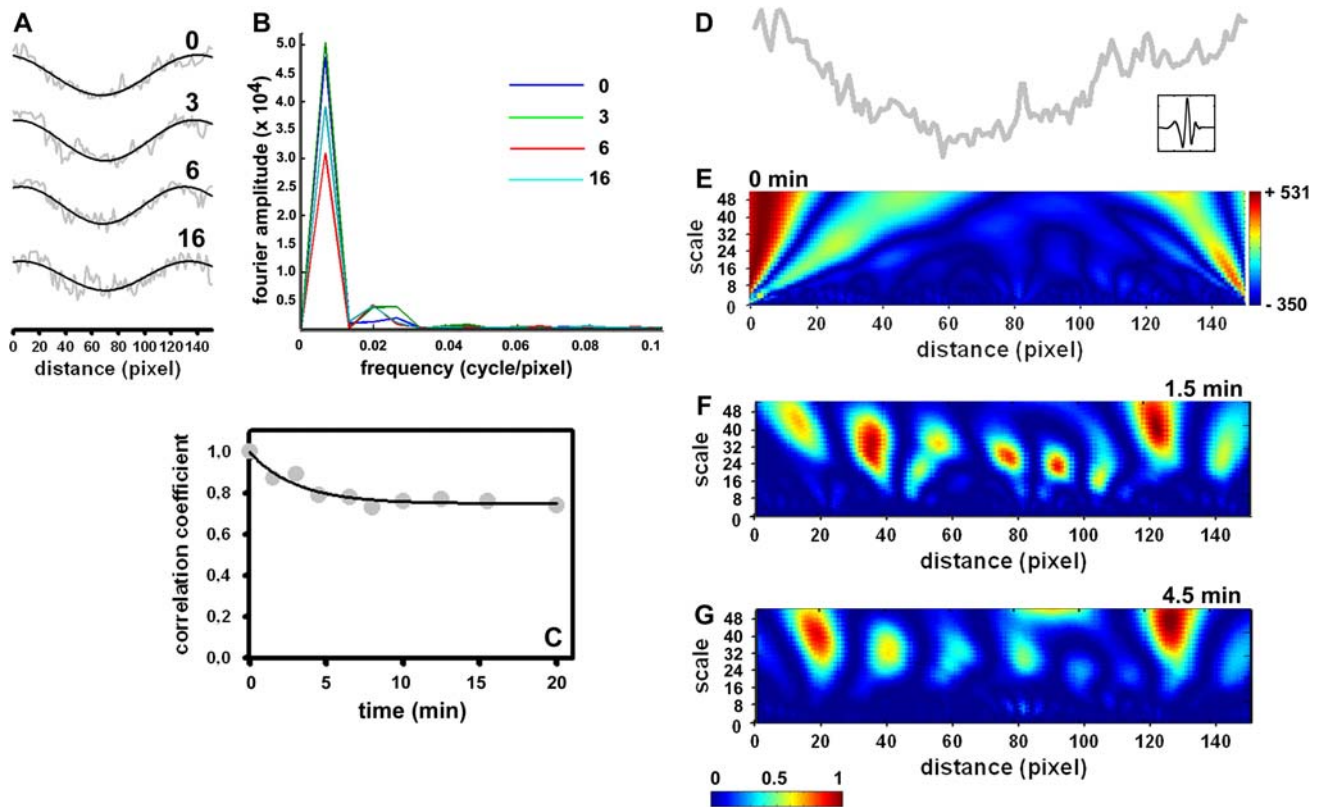 A
0
3
6
16
0 20 40 60 80 100 120 140
distance (pixel)
B
fourier amplitude (x 10⁴)
5.0
4.5
4.0
3.5
3.0
2.5
2.0
1.5
1.0
0.5
0
3
6
16
0 0.02 0.04 0.06 0.08 0.1
frequency (cycle/pixel)
correlation coefficient
1.0
0.8
0.6
0.4
0.2
0.0
C
0 5 10 15 20
time (min)
D
E
0 min
scale
48
40
32
24
16
8
0
+ 531
- 350
0 20 40 60 80 100 120 140
distance (pixel)
F
1.5 min
scale
48
40
32
24
16
8
0
0 20 40 60 80 100 120 140
distance (pixel)
G
4.5 min
scale
48
40
32
24
16
8
0
0 20 40 60 80 100 120 140
distance (pixel)
0 0.5 1